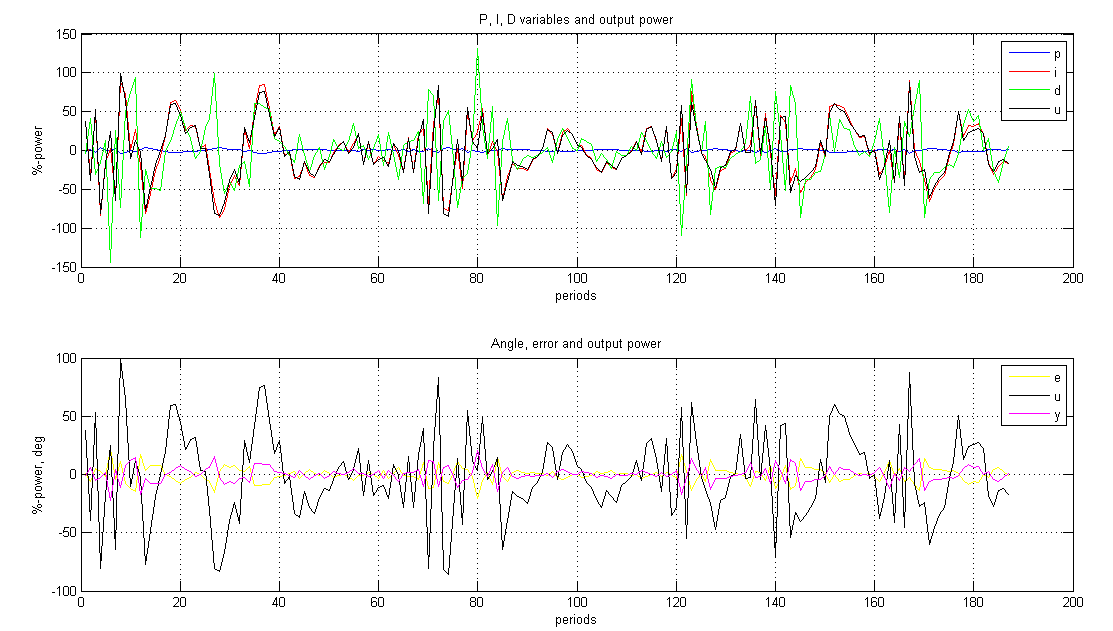 P, I, D variables and output power
150
100
50
0
-50
-100
-150
%-power
0 20 40 60 80 100 120 140 160 180 200
periods
p
i
d
u
Angle, error and output power
100
50
0
-50
-100
%-power, deg
0 20 40 60 80 100 120 140 160 180 200
periods
e
u
y